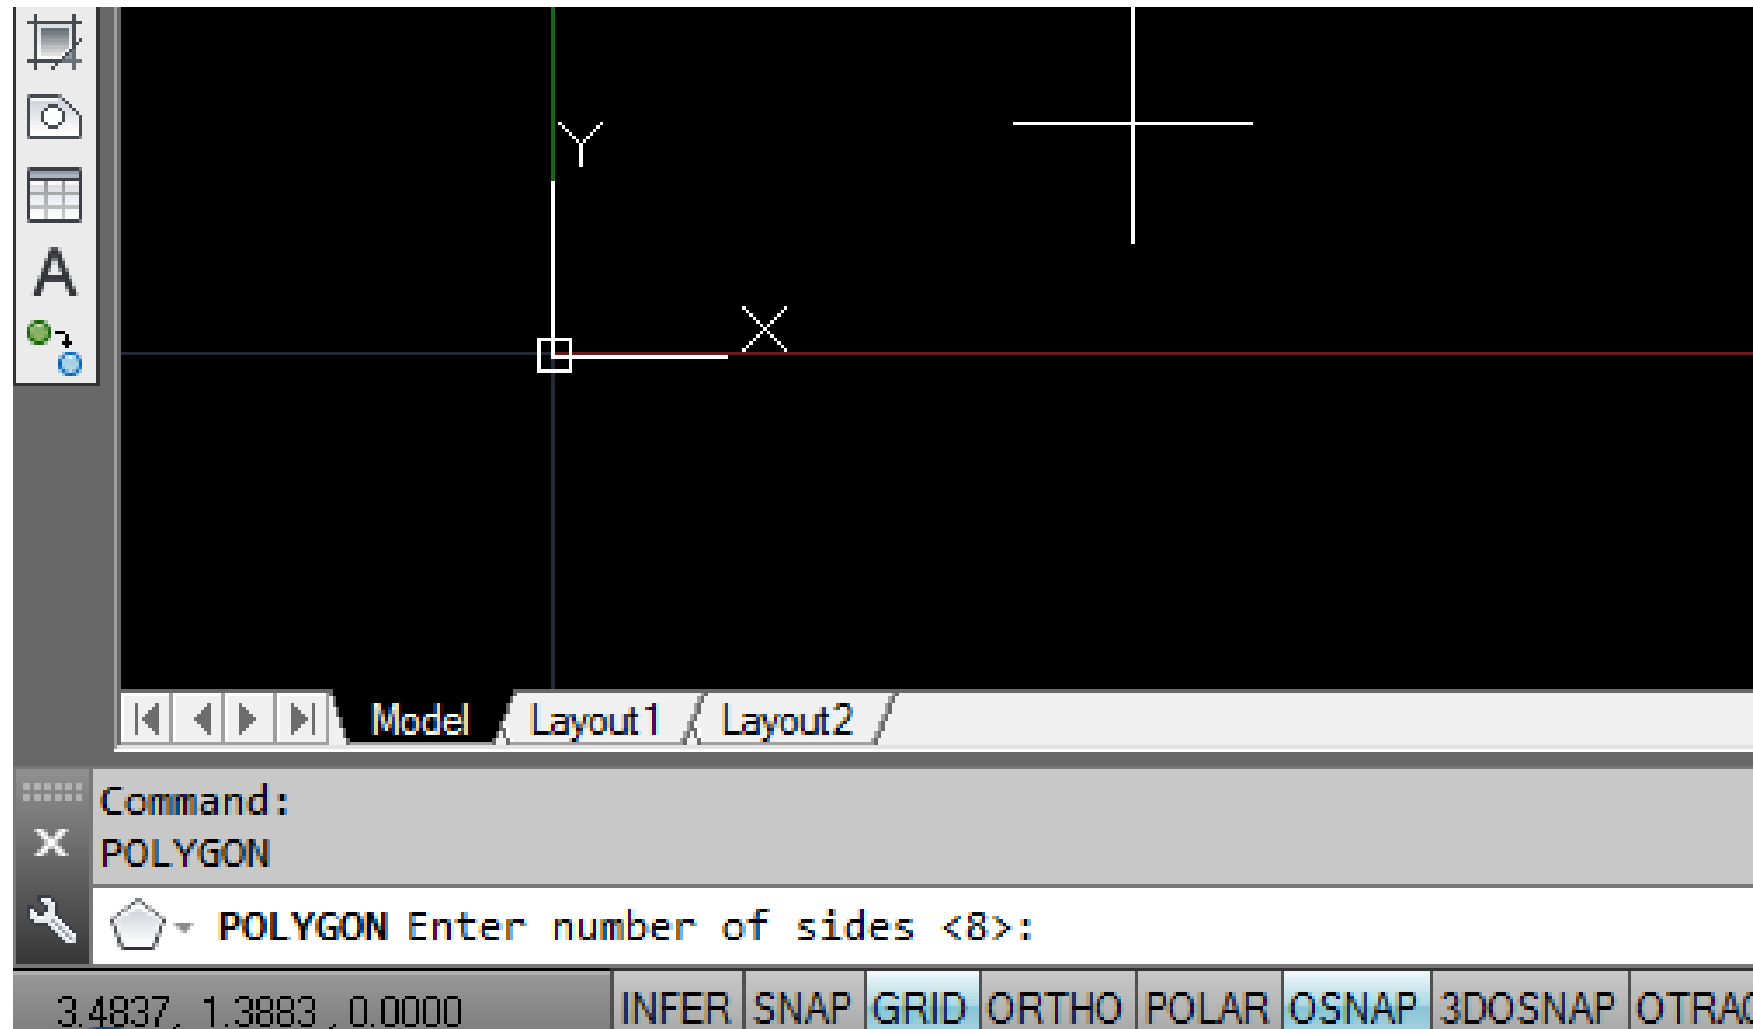 Y
X
A
Model Layout1 Layout2
Command:
POLYGON
POLYGON Enter number of sides <8>:
3.4837, 1.3883, 0.0000 INFER SNAP GRID ORTHO POLAR OSNAP 3DOSNAP OTRAC